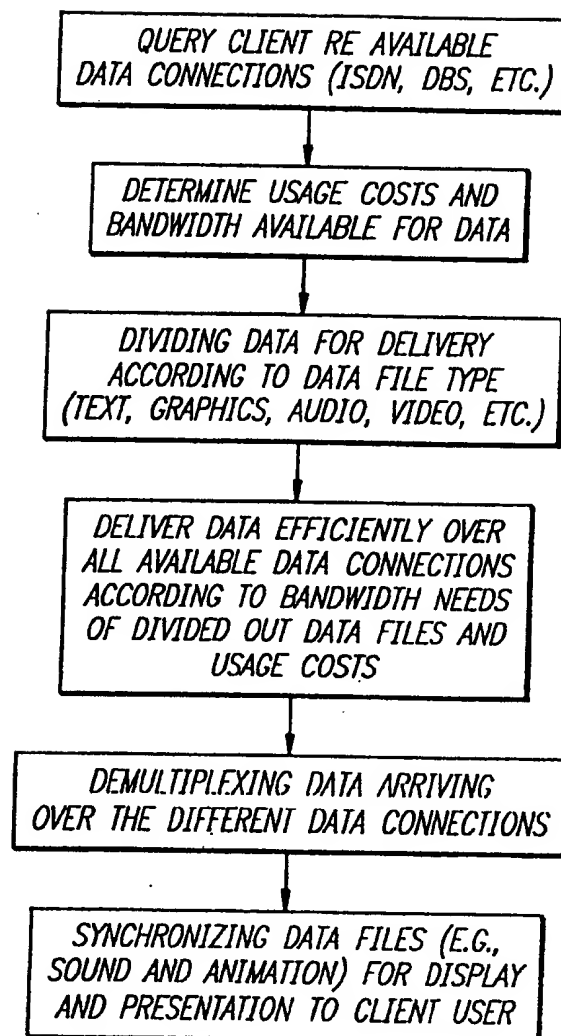 QUERY CLIENT RE AVAILABLE
DATA CONNECTIONS (ISDN, DBS, ETC.)
DETERMINE USAGE COSTS AND
BANDWIDTH AVAILABLE FOR DATA
DIVIDING DATA FOR DELIVERY
ACCORDING TO DATA FILE TYPE
(TEXT, GRAPHICS, AUDIO, VIDEO, ETC.)
DELIVER DATA EFFICIENTLY OVER
ALL AVAILABLE DATA CONNECTIONS
ACCORDING TO BANDWIDTH NEEDS
OF DIVIDED OUT DATA FILES AND
USAGE COSTS
DEMULTIPLEXING DATA ARRIVING
OVER THE DIFFERENT DATA CONNECTIONS
SYNCHRONIZING DATA FILES (E.G.,
SOUND AND ANIMATION) FOR DISPLAY
AND PRESENTATION TO CLIENT USER